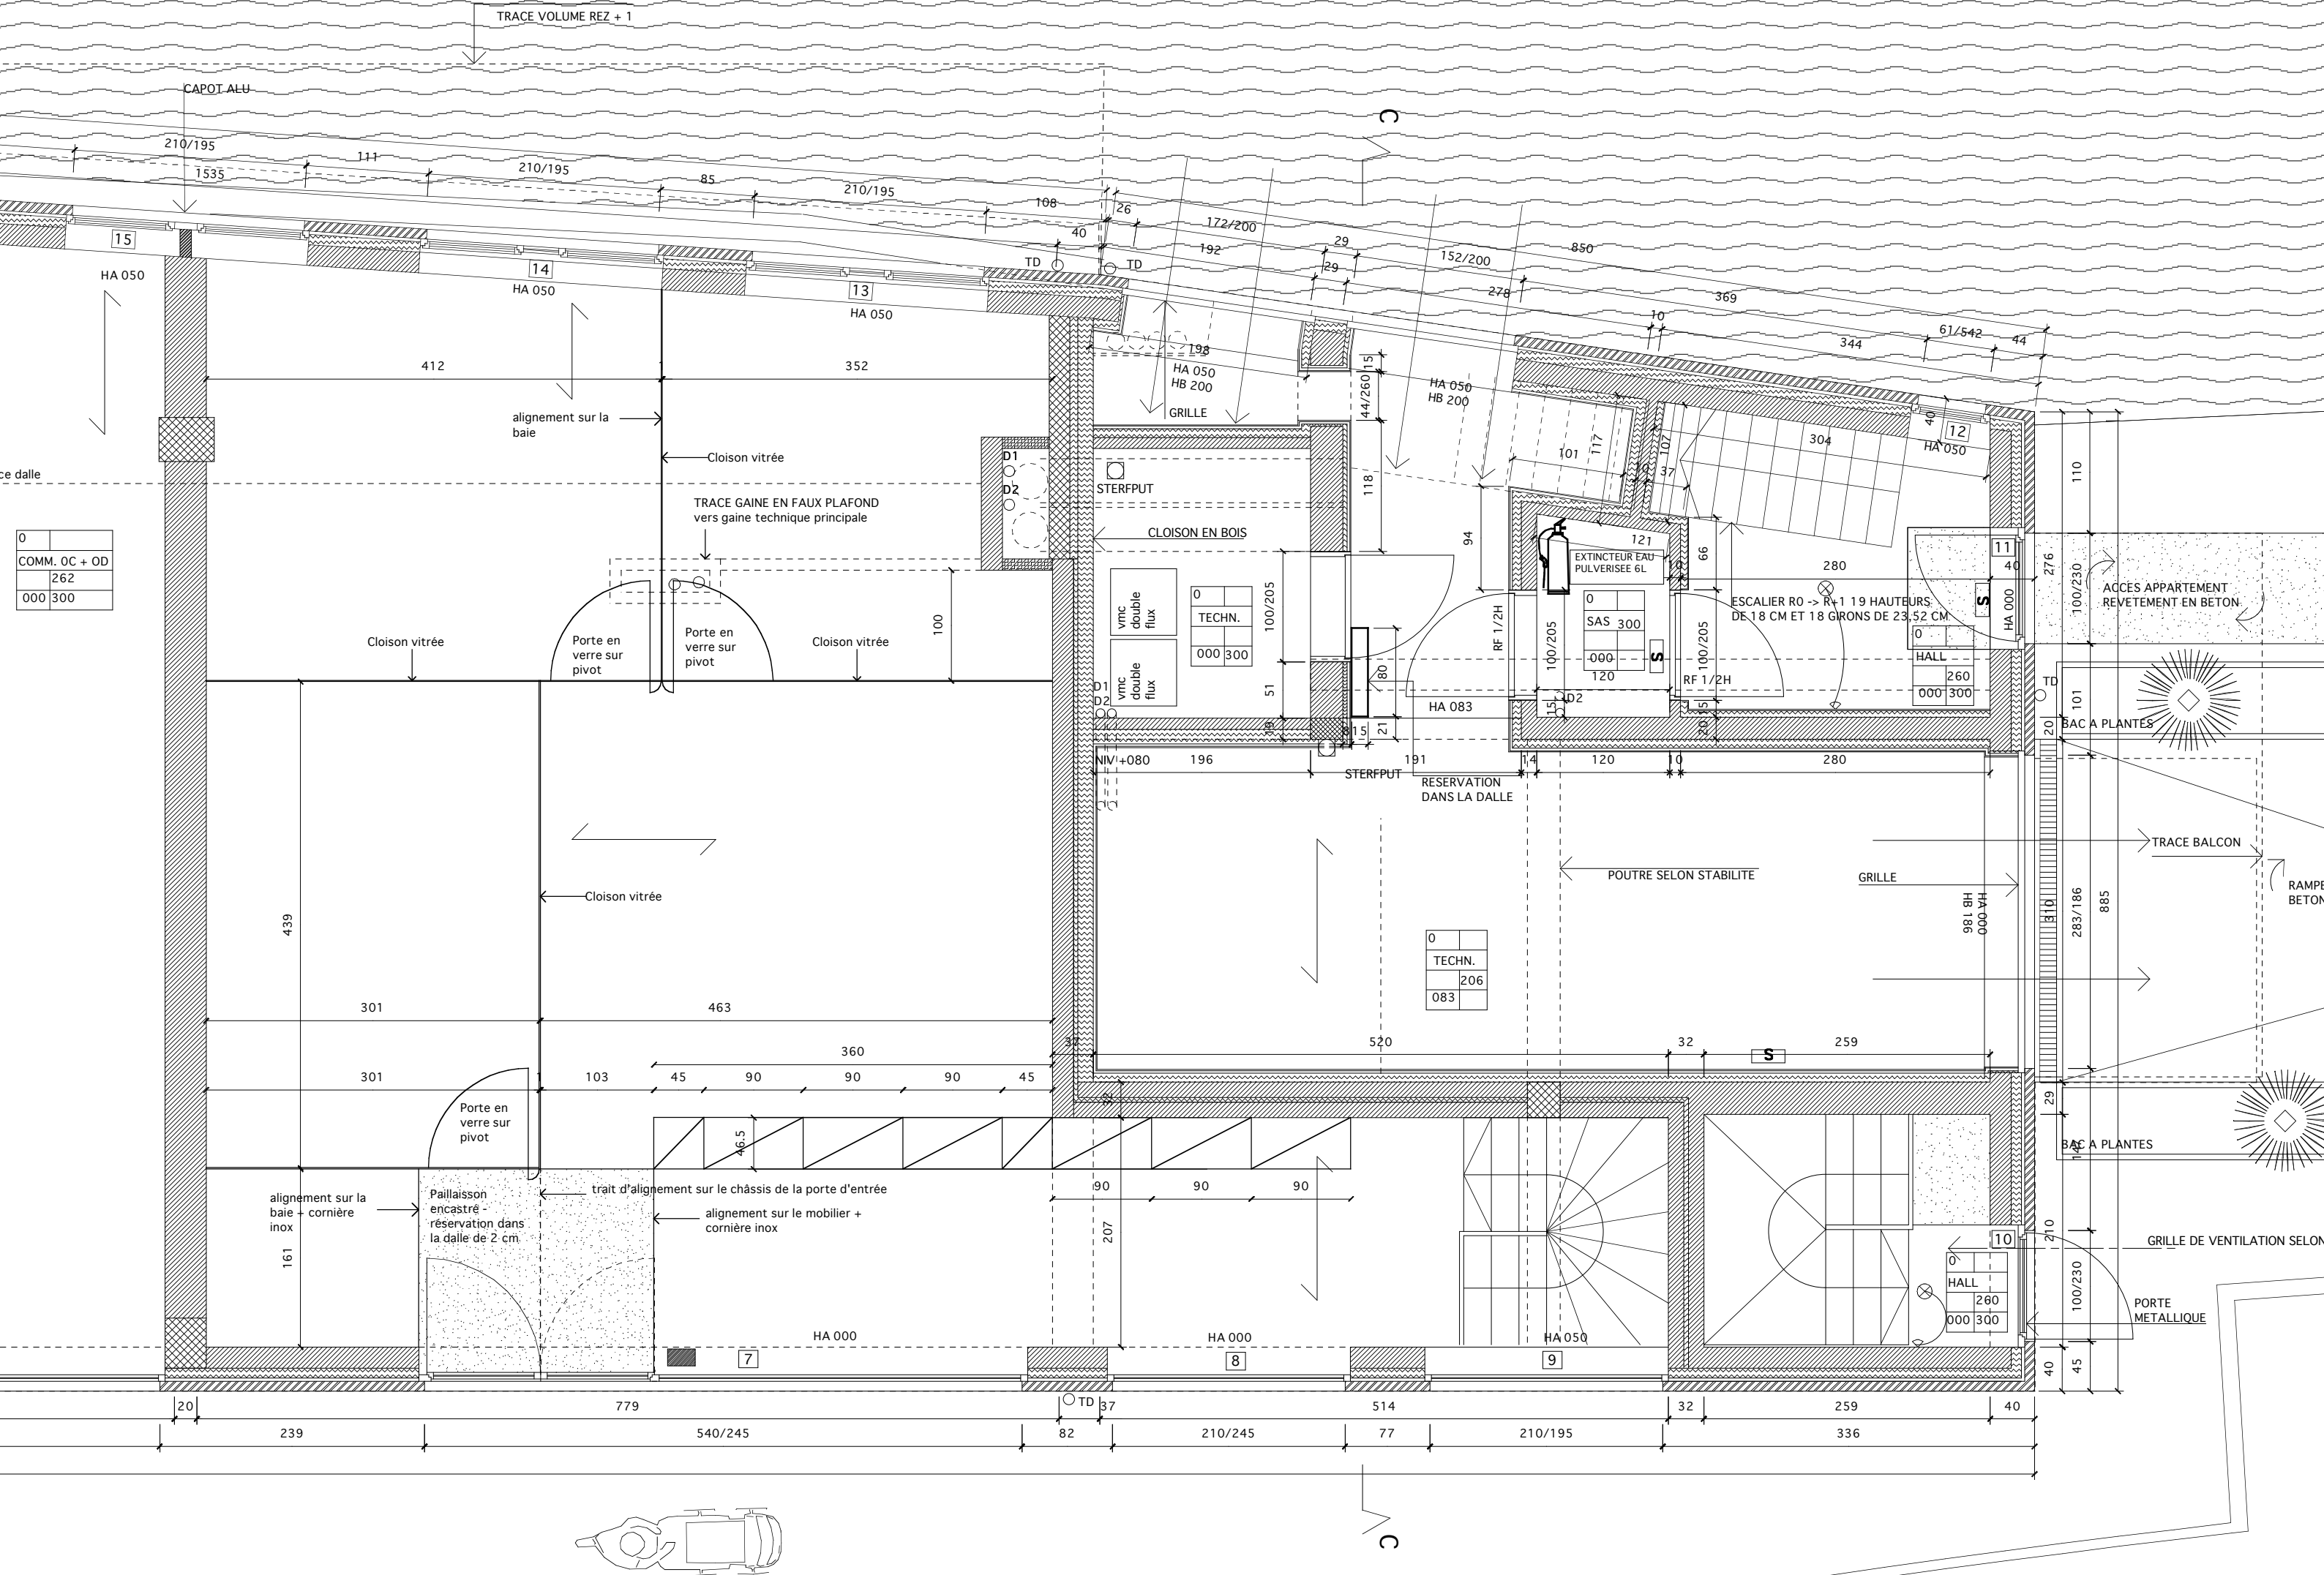 TRACE VOLUME REZ + 1
CAPOT ALU
210/195
111
210/195
85
210/195
108
26
1535
40
172/200
192
29
29
850
152/200
278
369
10
61/542
44
344
TD
TD
15
14
13
12
HA 050
HA 050
HA 050
C
412
1
352
198
HA 050
HB 200
GRILLE
44/260
15
HA 050
HB 200
101
117
107
10
37
304
40
HA 050
alignement sur la
baie
Cloison vitrée
ce dalle
D1
D2
STERFPUT
118
94
TRACE GAINE EN FAUX PLAFOND
vers gaine technique principale
CLOISON EN BOIS
0
COMM. 0C + OD
262
000 300
vmc
double
flux
vmc
double
flux
0
TECHN.
000 300
100/205
51
19
RF 1/2H
121
EXTINCTEUR EAU
PULVERISEE 6L
10
66
280
40
11
0
SAS 300
000
S
100/205
100/205
120
15
D2
RF 1/2H
20 15
ESCALIER R0 -> R+1 19 HAUTEURS
DE 18 CM ET 18 GIRONS DE 23,52 CM
S
HA 000
0
HALL
260
000 300
110
276
100/230
101
20
ACCES APPARTEMENT
REVETEMENT EN BETON
TD
BAC A PLANTES
Cloison vitrée
Porte en
verre sur
pivot
Porte en
verre sur
pivot
Cloison vitrée
100
D1
D2
80
21
815
HA 083
NIV +080
196
STERFPUT
191
14
120
10
280
RESERVATION
DANS LA DALLE
439
Cloison vitrée
POUTRE SELON STABILITE
GRILLE
HA 000
HB 186
310
283/186
885
TRACE BALCON
RAMPE
BETON
0
TECHN.
206
083
301
463
360
37
520
32
S
259
301
1
103
45
90
90
90
45
32
Porte en
verre sur
pivot
46.5
29
BAC A PLANTES
alignement sur la
baie + cornière
inox
Paillaisson
encastré -
réservation dans
la dalle de 2 cm
trait d'alignement sur le châsis de la porte d'entrée
alignement sur le mobilier +
cornière inox
90
90
90
207
161
10
210
GRILLE DE VENTILATION SELON
0
HALL
260
000 300
100/230
PORTE
METALLIQUE
HA 000
HA 000
HA 050
7
8
9
40
45
20
779
TD
37
514
32
259
40
239
540/245
82
210/245
77
210/195
336
C